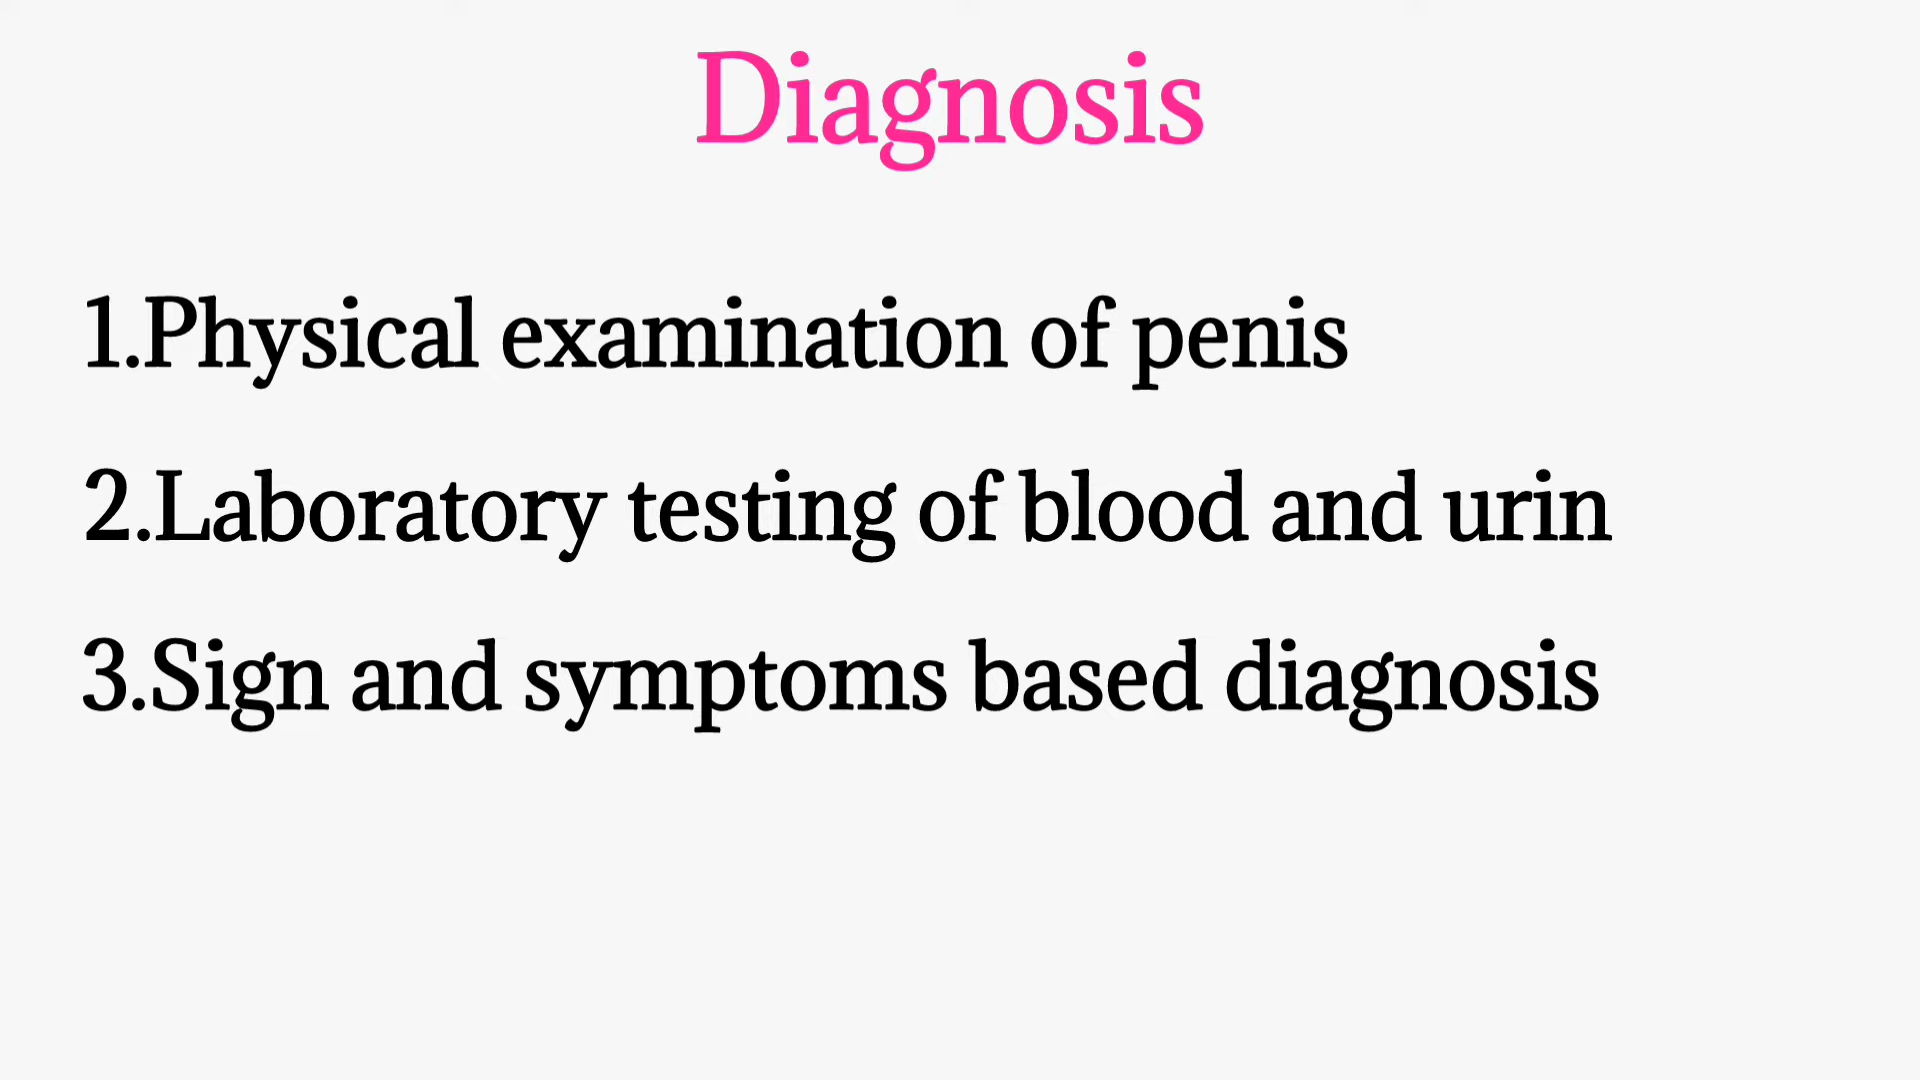 Diagnosis
1.Physical examination of penis
2.Laboratory testing of blood and urin
3.Sign and symptoms based diagnosis